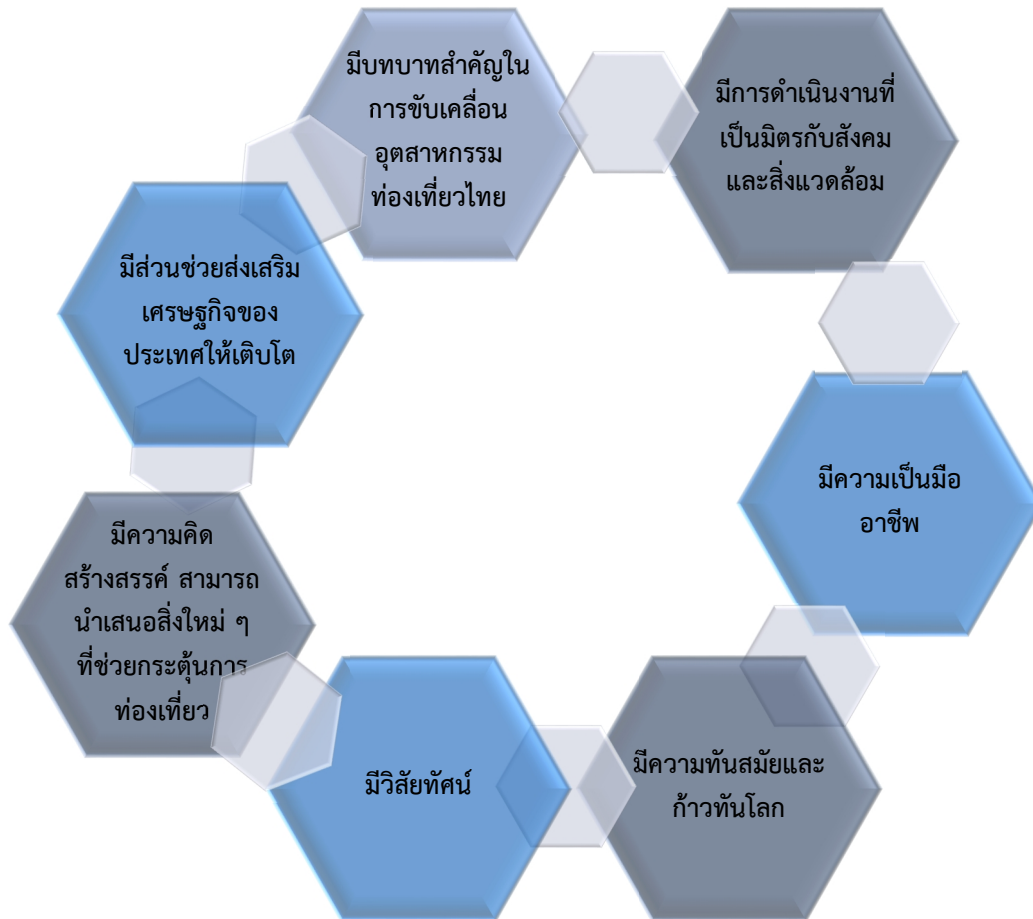 มีบทบาทสำคัญใน
การขับเคลื่อน
อุตสาหกรรม
ท่องเที่ยวไทย
มีการดำเนินงานที่
เป็นมิตรกับสังคม
และสิ่งแวดล้อม
มีความเป็นมือ
อาชีพ
มีความทันสมัยและ
ก้าวทันโลก
มีวิสัยทัศน์
มีความคิด
สร้างสรรค์ สามารถ
นำเสนอสิ่งใหม่ ๆ
ที่ช่วยกระตุ้นการ
ท่องเที่ยว
มีส่วนช่วยส่งเสริม
เศรษฐกิจของ
ประเทศให้เติบโต